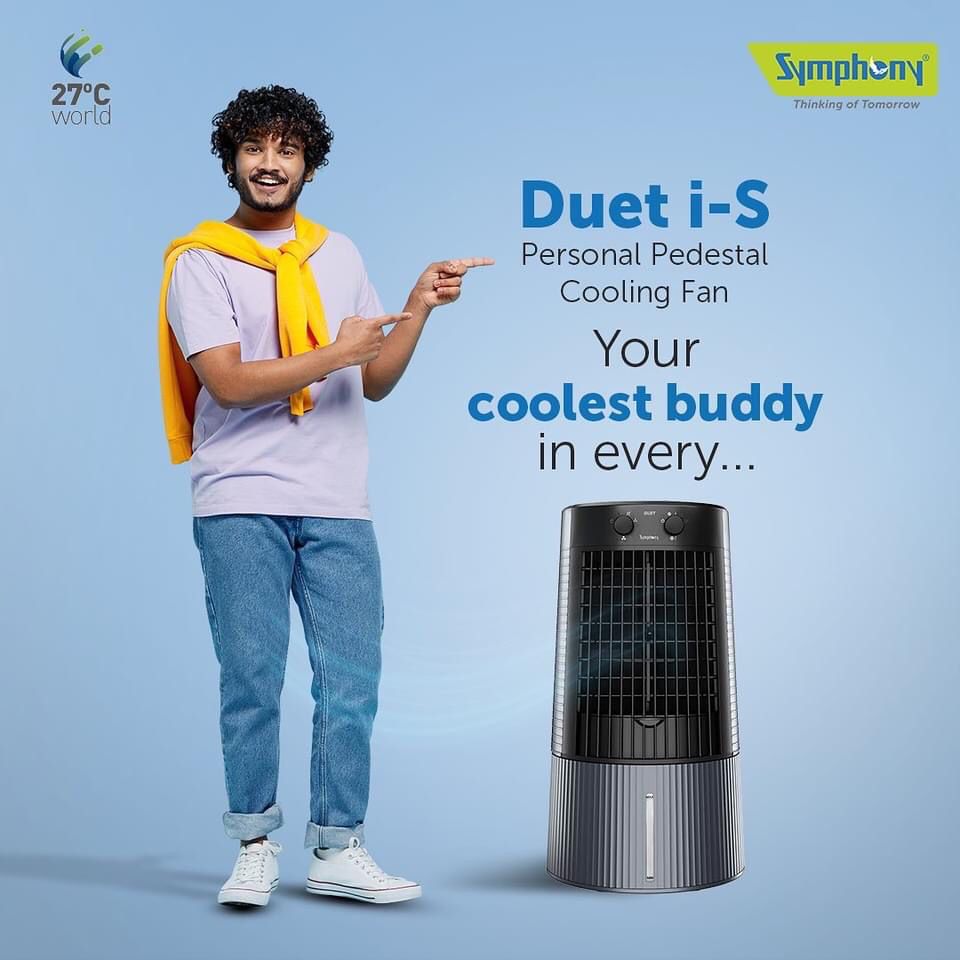 27°C
world
Symphony®
Thinking of Tomorrow
Duet i-S
Personal Pedestal
Cooling Fan
Your
coolest buddy
in every...
DUET
Symphony